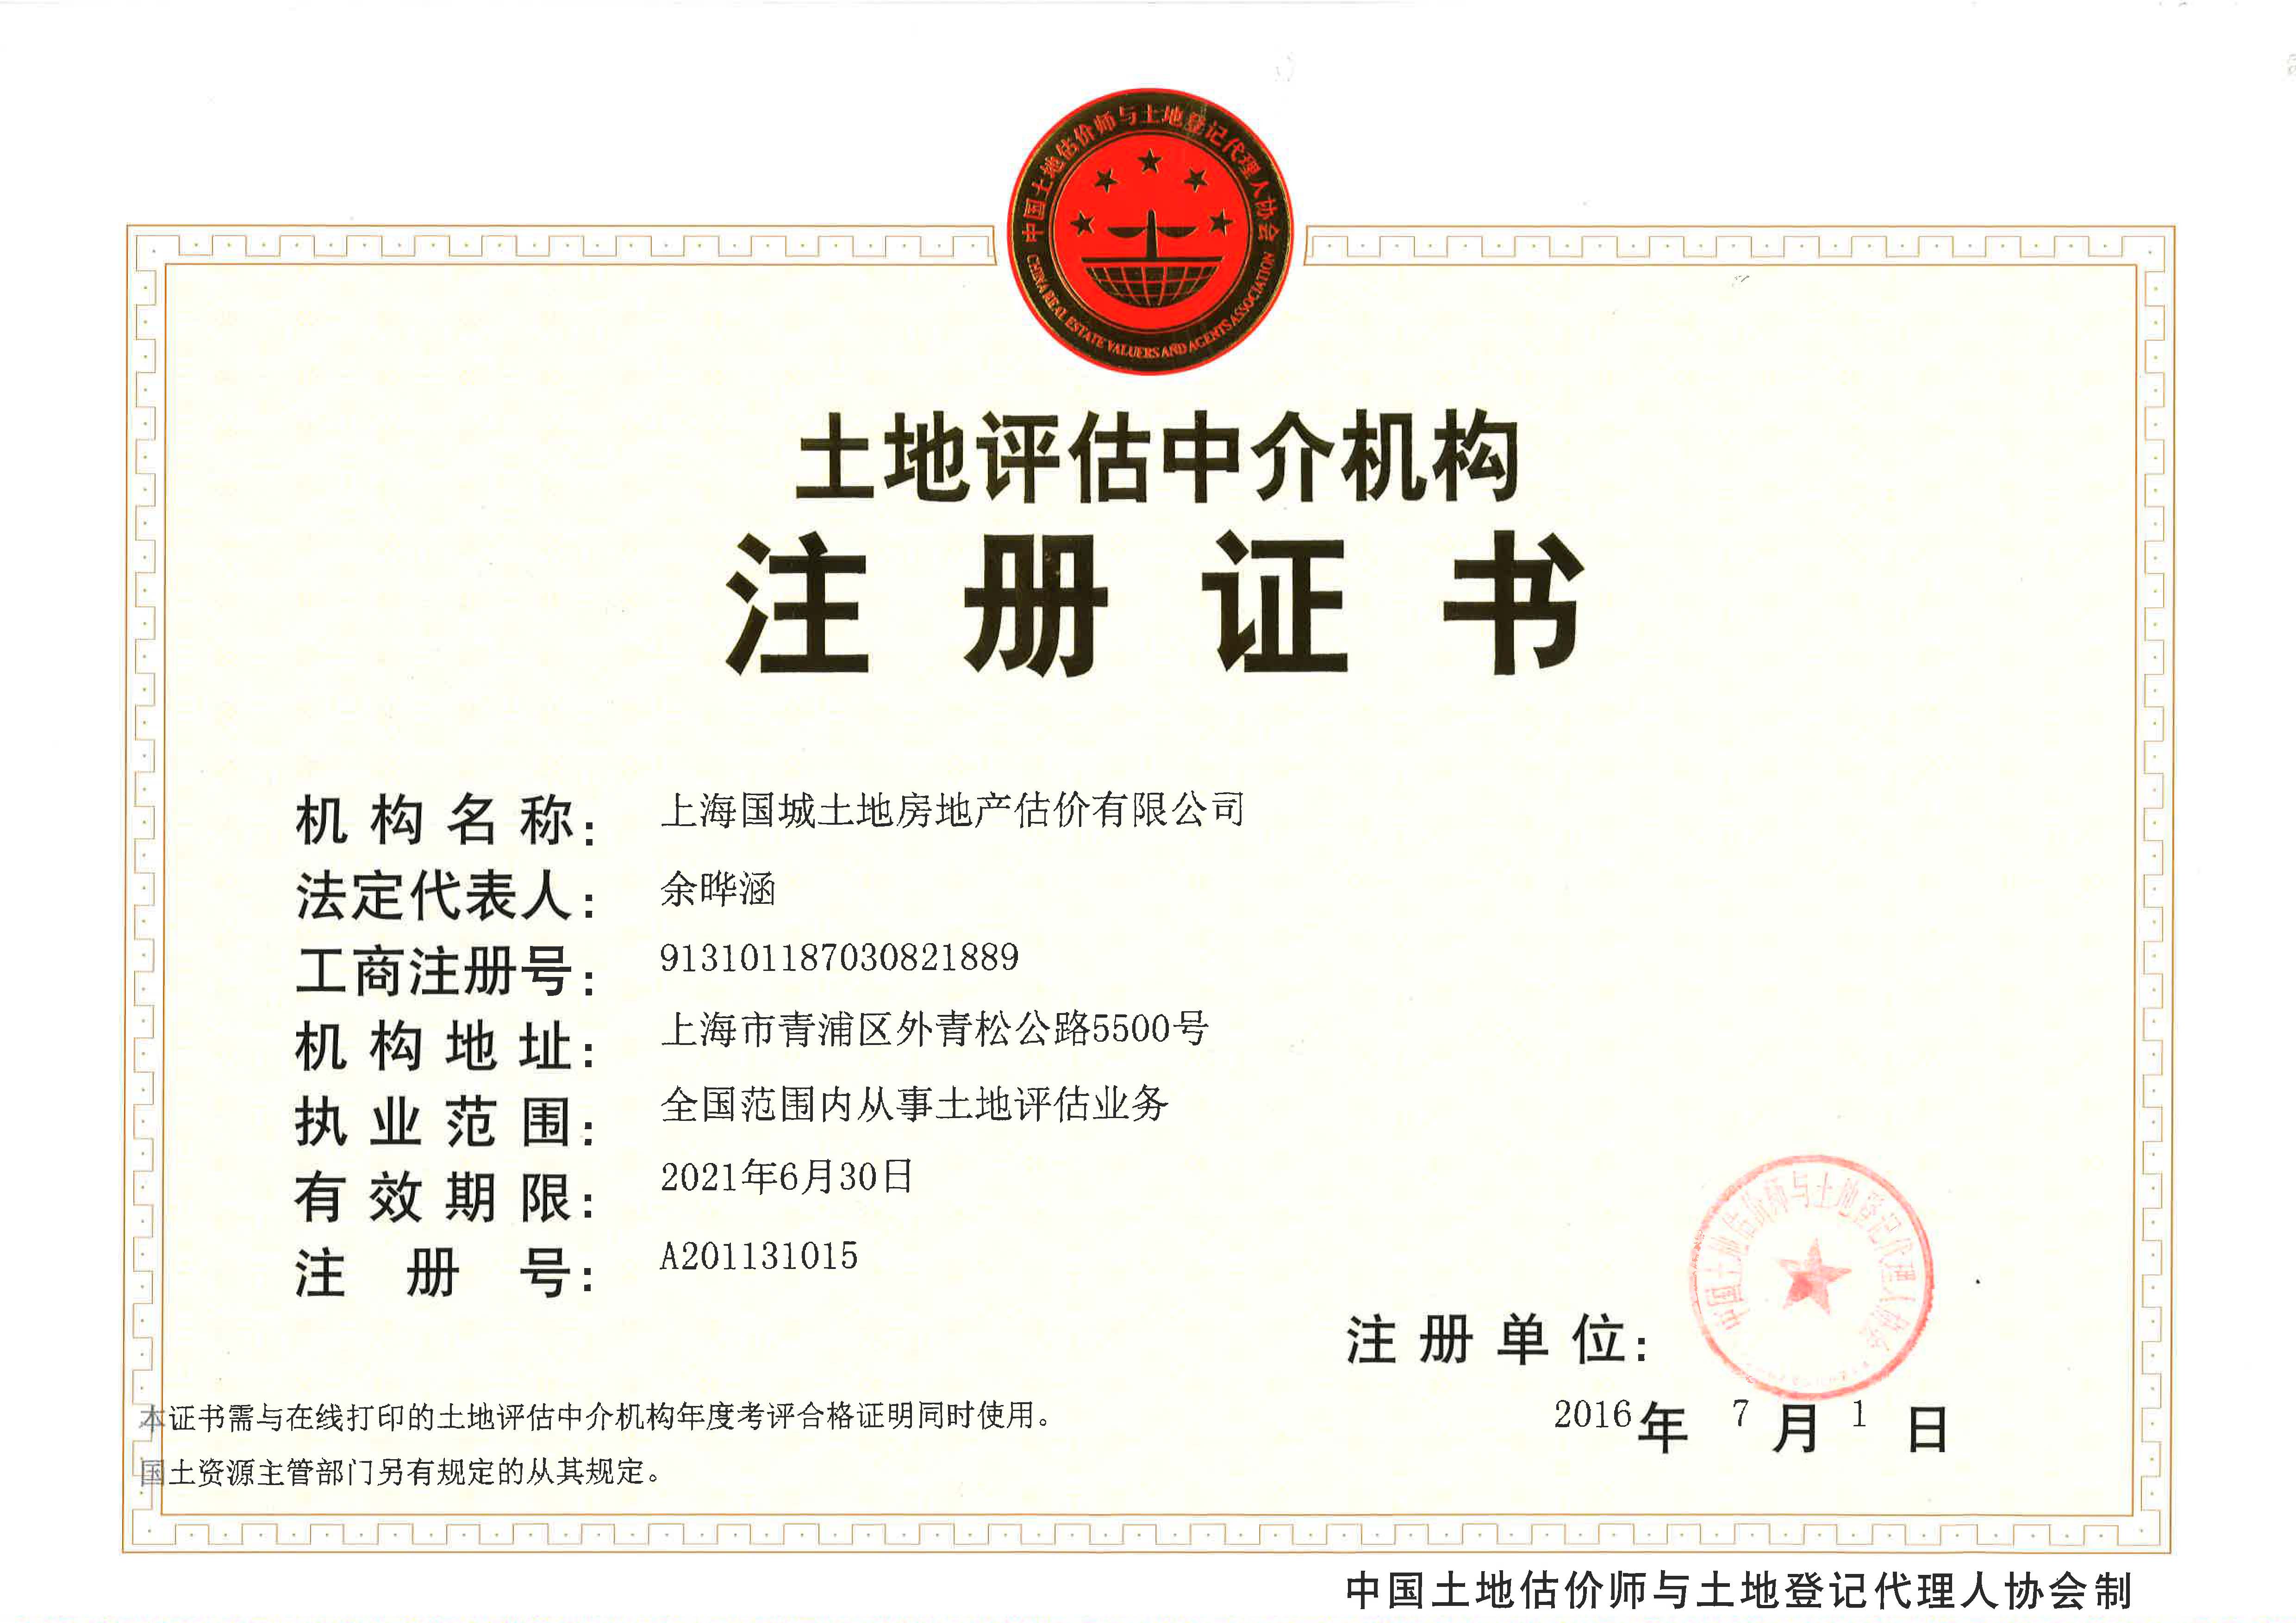 中国土地估价师与土地登记代理人协会
CHINA REAL ESTATE VALUERS AND AGENTS ASSOCIATION
土地评估中介机构
注册证书
机构名称: 上海国城土地房地产估价有限公司
法定代表人: 余晔涵
工商注册号: 913101187030821889
机构地址: 上海市青浦区外青松公路5500号
执业范围: 全国范围内从事土地评估业务
有效期限: 2021年6月30日
注册号: A201131015
中国土地估价师与土地登记代理人协会
注册单位:
2016年 7月1日
本证书需与在线打印的土地评估中介机构年度考评合格证明同时使用。
国土资源主管部门另有规定的从其规定。
中国土地估价师与土地登记代理人协会制